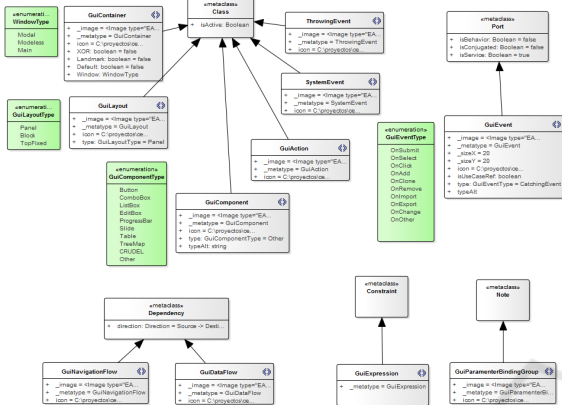 «enumerati...
WindowType
Modal
Modeless
Main
GuiContainer
+ _image = <Image type="EA...
+ _metatype = GuiContainer
+ icon = C:\proyectos\ce...
+ XOR: boolean = false
+ Landmark: boolean = false
+ Default: boolean = false
+ Window: WindowType
«metaclass»
Class
+ isActive: Boolean
ThrowingEvent
+ _image = <Image type="EA...
+ _metatype = ThrowingEvent
+ icon = C:\proyectos\ce...
«metaclass»
Port
+ isBehavior: Boolean = false
+ isConjugated: Boolean = false
+ isService: Boolean = true
«enumerati...
GuiLayoutType
Panel
Block
TopFixed
GuiLayout
+ _image = <Image type="EA...
+ _metatype = GuiLayout
+ icon = C:\proyectos\ce...
+ type: GuiLayoutType = Panel
SystemEvent
+ _image = <Image type="EA...
+ _metatype = SystemEvent
+ icon = C:\proyectos\ce...
GuiAction
+ _image = <Image type="EA...
+ _metatype = GuiAction
+ icon = C:\proyectos\ce...
«enumeration»
GuiEventType
OnSubmit
OnSelect
OnClick
OnAdd
OnClone
OnRemove
OnImport
OnExport
OnChange
OnOther
GuiEvent
+ _image = <Image type="EA...
+ _metatype = GuiEvent
+ _sizeX = 20
+ _sizeY = 20
+ icon = C:\proyectos\ce...
+ isUseCaseRef: boolean
+ type: GuiEventType = CatchingEvent
+ typeAlt
«enumeration»
GuiComponentType
Button
ComboBox
ListBox
EditBox
ProgressBar
Slide
Table
TreeMap
CRUDEL
Other
GuiComponent
+ _image = <Image type="EA...
+ _metatype = GuiComponent
+ icon = C:\proyectos\ce...
+ type: GuiComponentType = Other
+ typeAlt: string
«metaclass»
Dependency
+ direction: Direction = Source -> Desti...
«metaclass»
Constraint
«metaclass»
Note
GuiNavigationFlow
+ _image = <Image type="EA...
+ _metatype = GuiNavigationFlow
+ icon = C:\proyectos\ce...
GuiDataFlow
+ _image = <Image type="EA...
+ _metatype = GuiDataFlow
+ icon = C:\proyectos\ce...
GuiExpression
+ _metatype = GuiExpression
GuiParamenterBindingGroup
+ _image = <Image type="EA...
+ _metatype = GuiParamenterBi...
+ icon = C:\proyectos\ce...